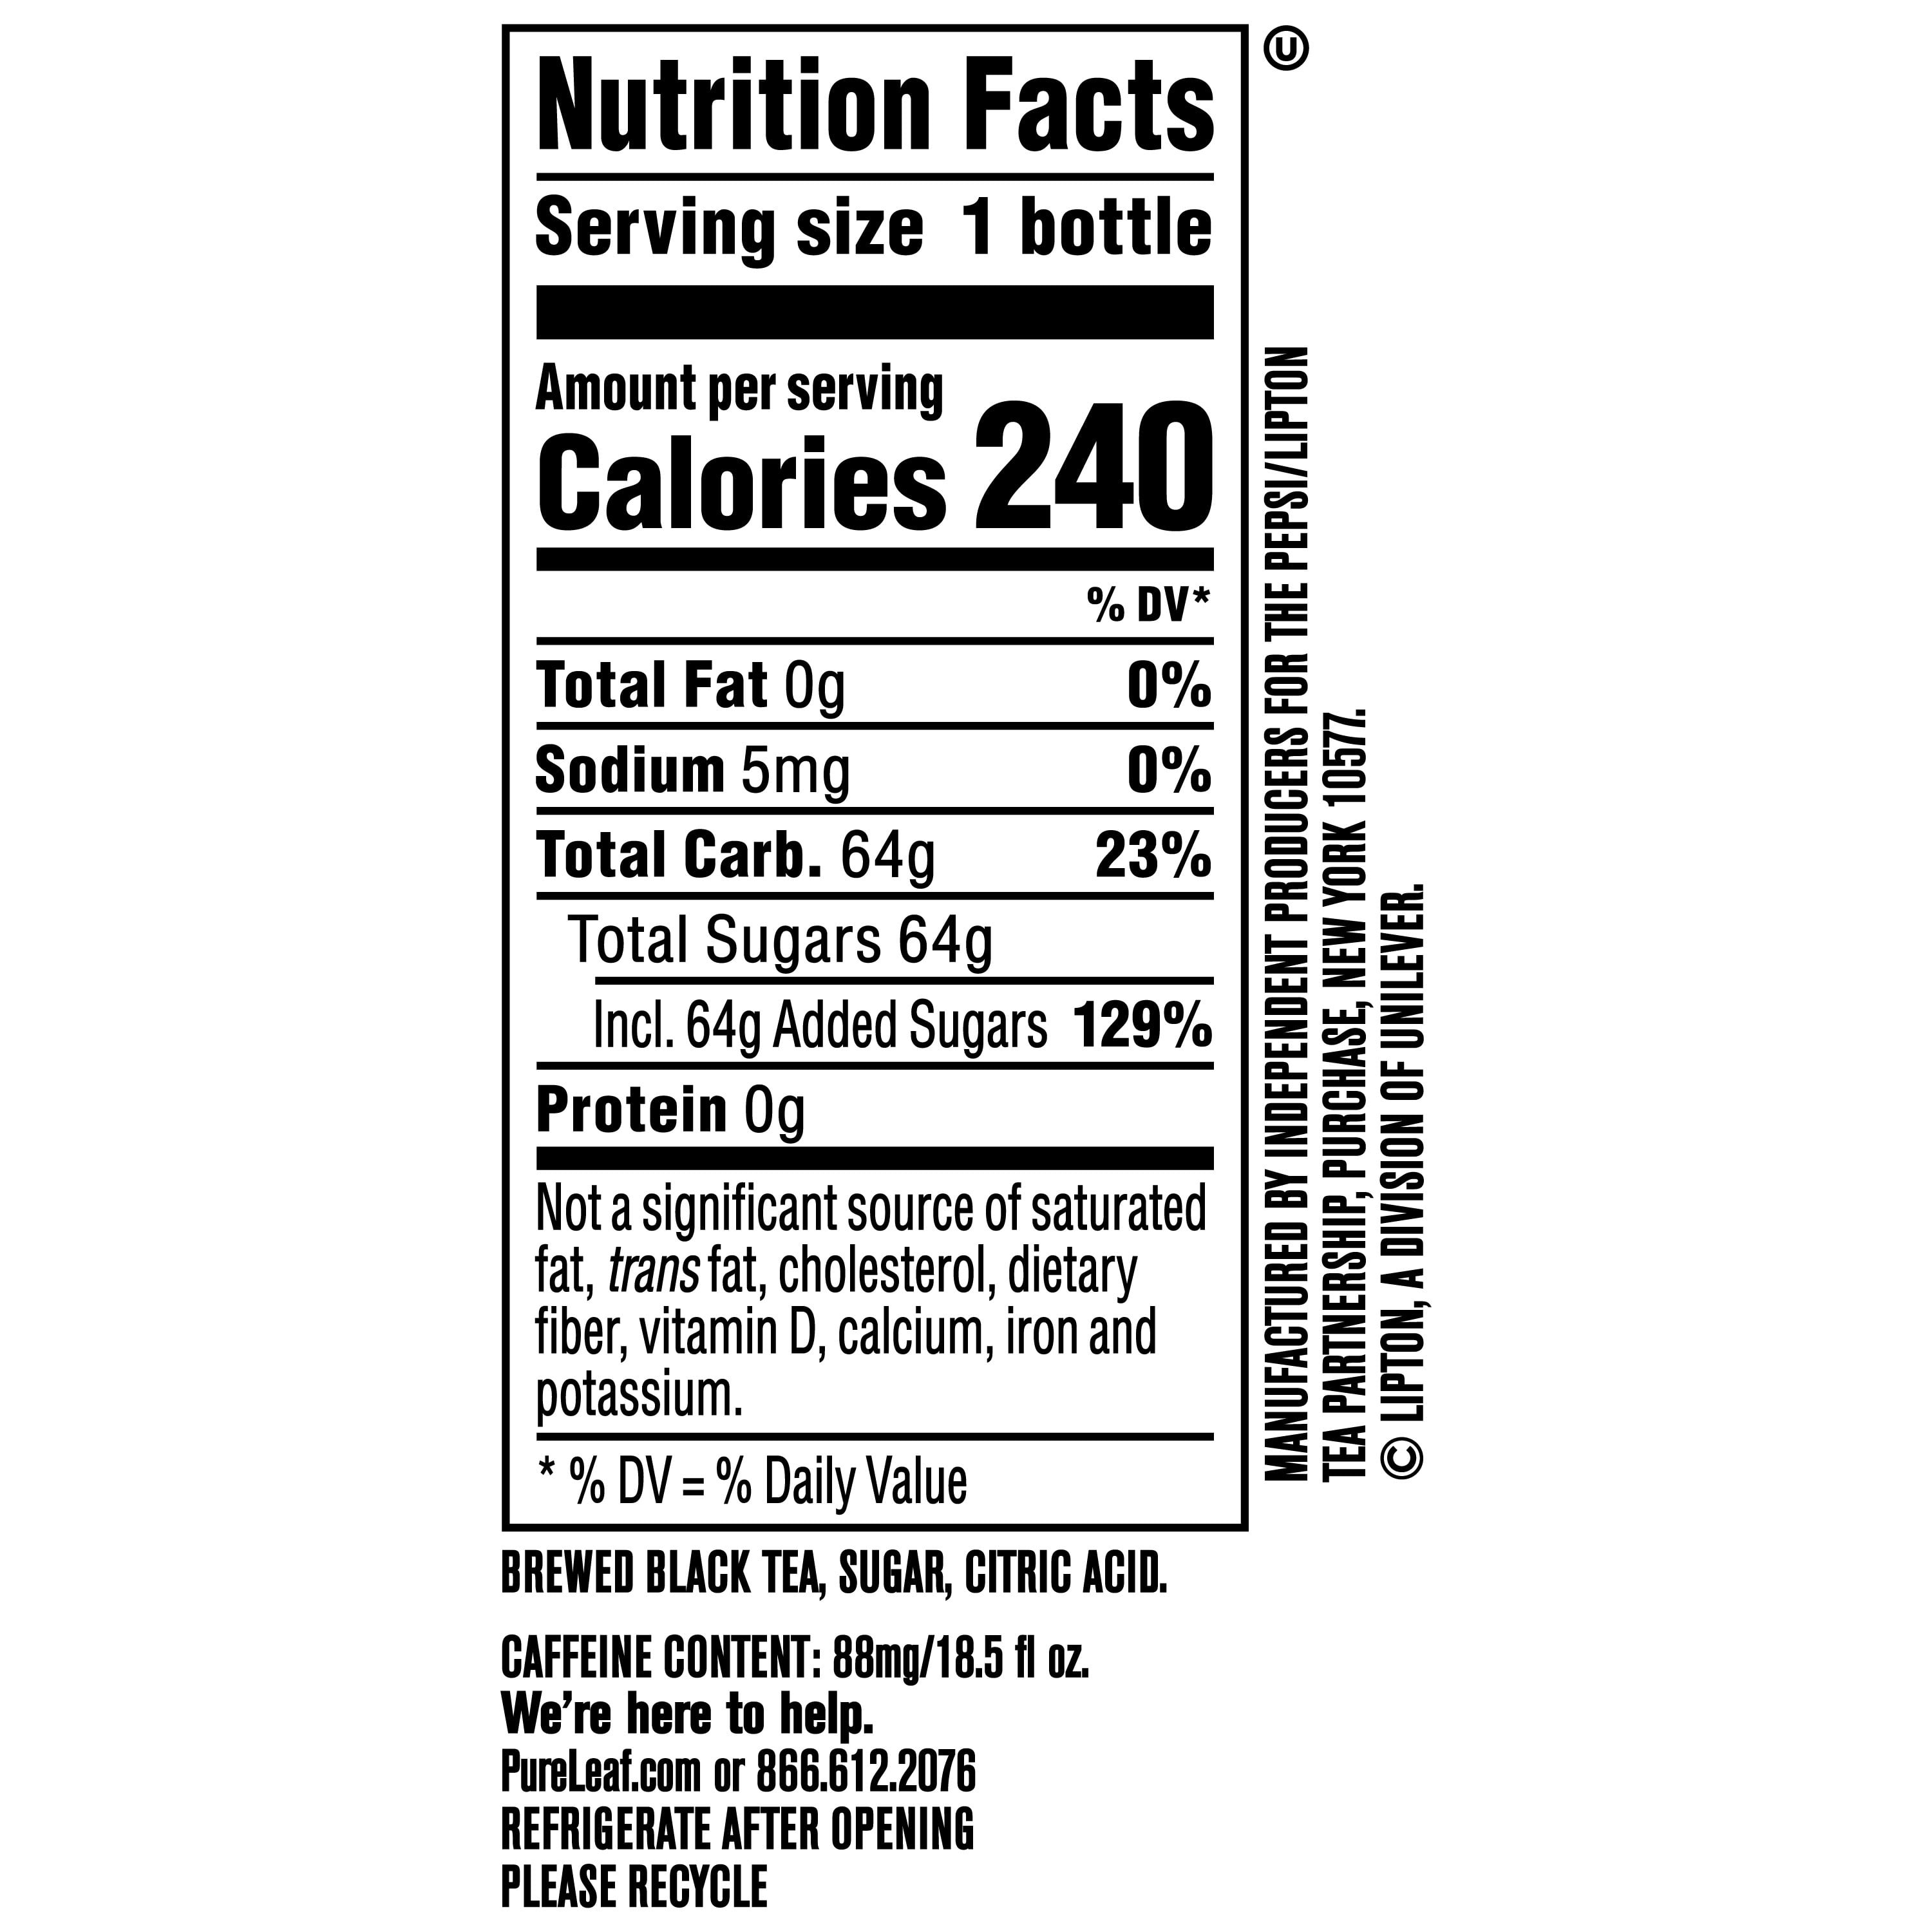 Nutrition Facts
Serving size 1 bottle
Amount per serving
Calories 240
% DV*
Total Fat 0g 0%
Sodium 5mg 0%
Total Carb. 64g 23%
Total Sugars 64g
Incl. 64g Added Sugars 129%
Protein 0g
Not a significant source of saturated
fat, trans fat, cholesterol, dietary
fiber, vitamin D, calcium, iron and
potassium.
* % DV = % Daily Value
BREWED BLACK TEA, SUGAR, CITRIC ACID.
CAFFEINE CONTENT: 88mg/18.5 fl oz.
We're here to help.
PureLeaf.com or 866.612.2076
REFRIGERATE AFTER OPENING
PLEASE RECYCLE
Ⓤ
MANUFACTURED BY INDEPENDENT PRODUCERS FOR THE PEPSI/LIPTON
TEA PARTNERSHIP, PURCHASE, NEW YORK 10577.
© LIPTON, A DIVISION OF UNILEVER.